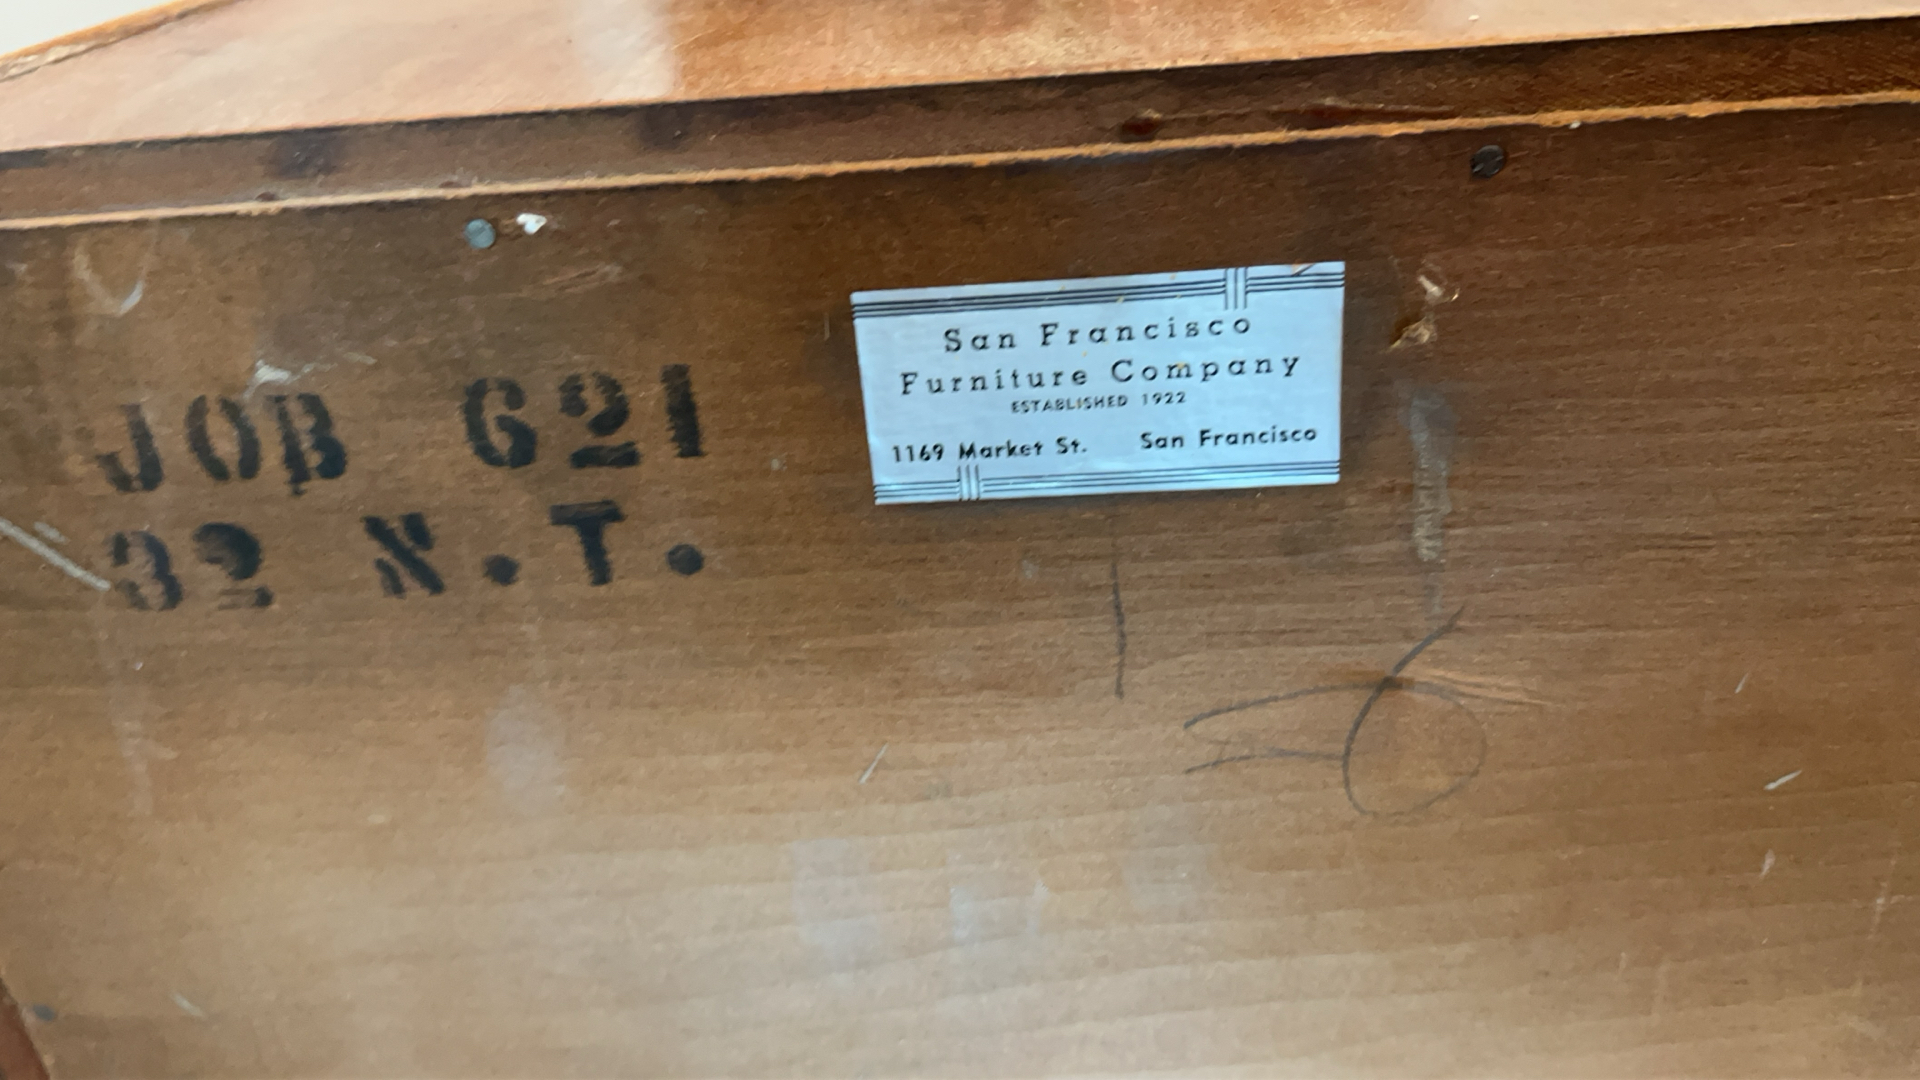 JOB 621
32 N.T.
San Francisco
Furniture Company
ESTABLISHED 1922
1169 Market St. San Francisco